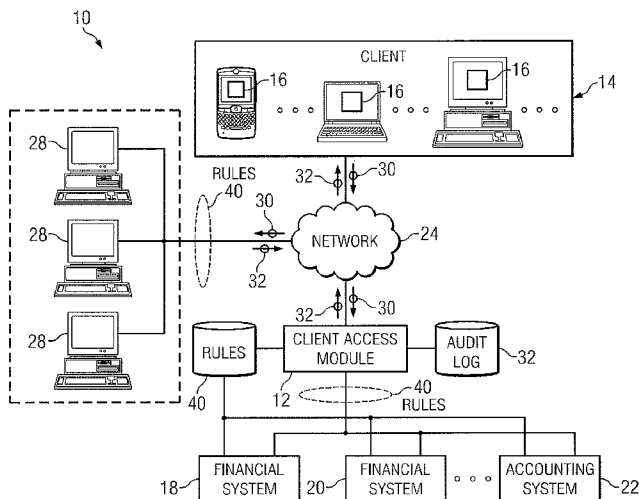 10
CLIENT
16
16
16
14
28
RULES
40
30
32
32
30
28
NETWORK
24
32
30
28
RULES
CLIENT ACCESS
MODULE
AUDIT
LOG
32
40
12
40
RULES
18
FINANCIAL
SYSTEM
20
FINANCIAL
SYSTEM
ACCOUNTING
SYSTEM
22